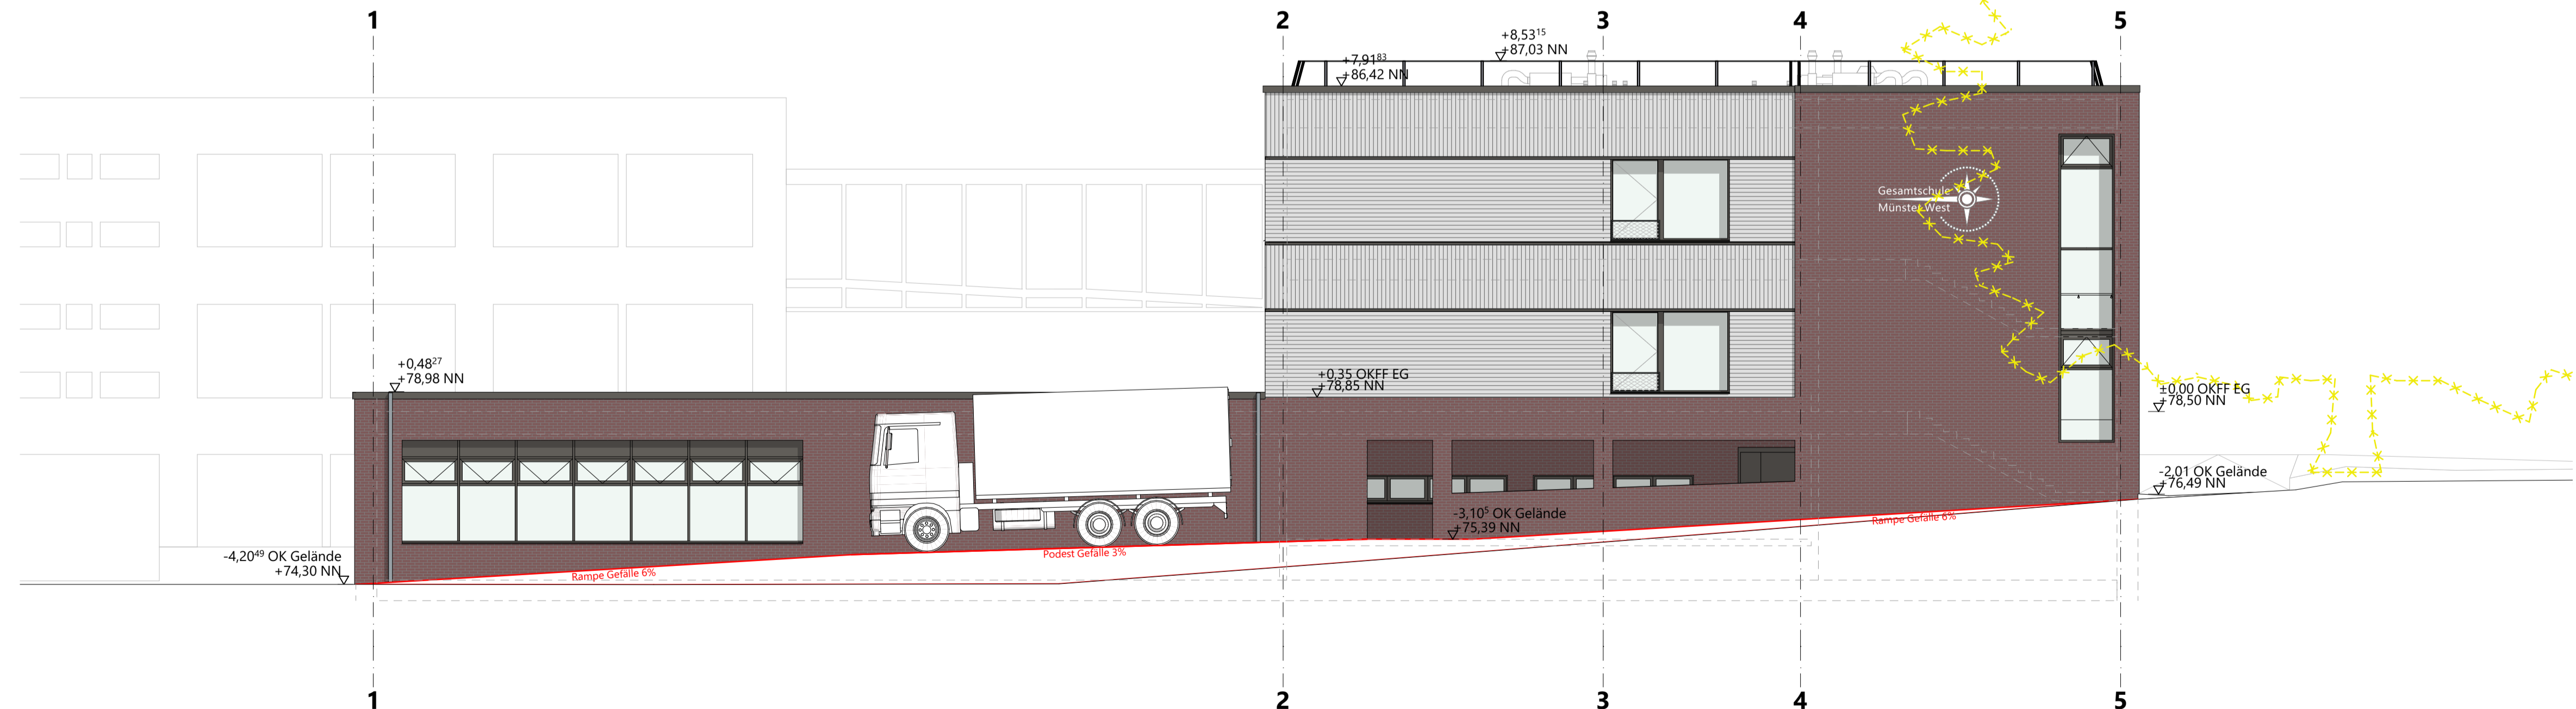 1
2
3
4
5
+8,53¹⁵
+87,03 NN
+7,91⁸³
+86,42 NN
Gesamtschule
Münster West
+0,48²⁷
+78,98 NN
+0,35 OKFF EG
+78,85 NN
±0,00 OKFF EG
+78,50 NN
-2,01 OK Gelände
+76,49 NN
-3,10⁵ OK Gelände
+75,39 NN
Rampe Gefälle 6%
-4,20⁴⁹ OK Gelände
+74,30 NN
Podest Gefälle 3%
Rampe Gefälle 6%
1
2
3
4
5